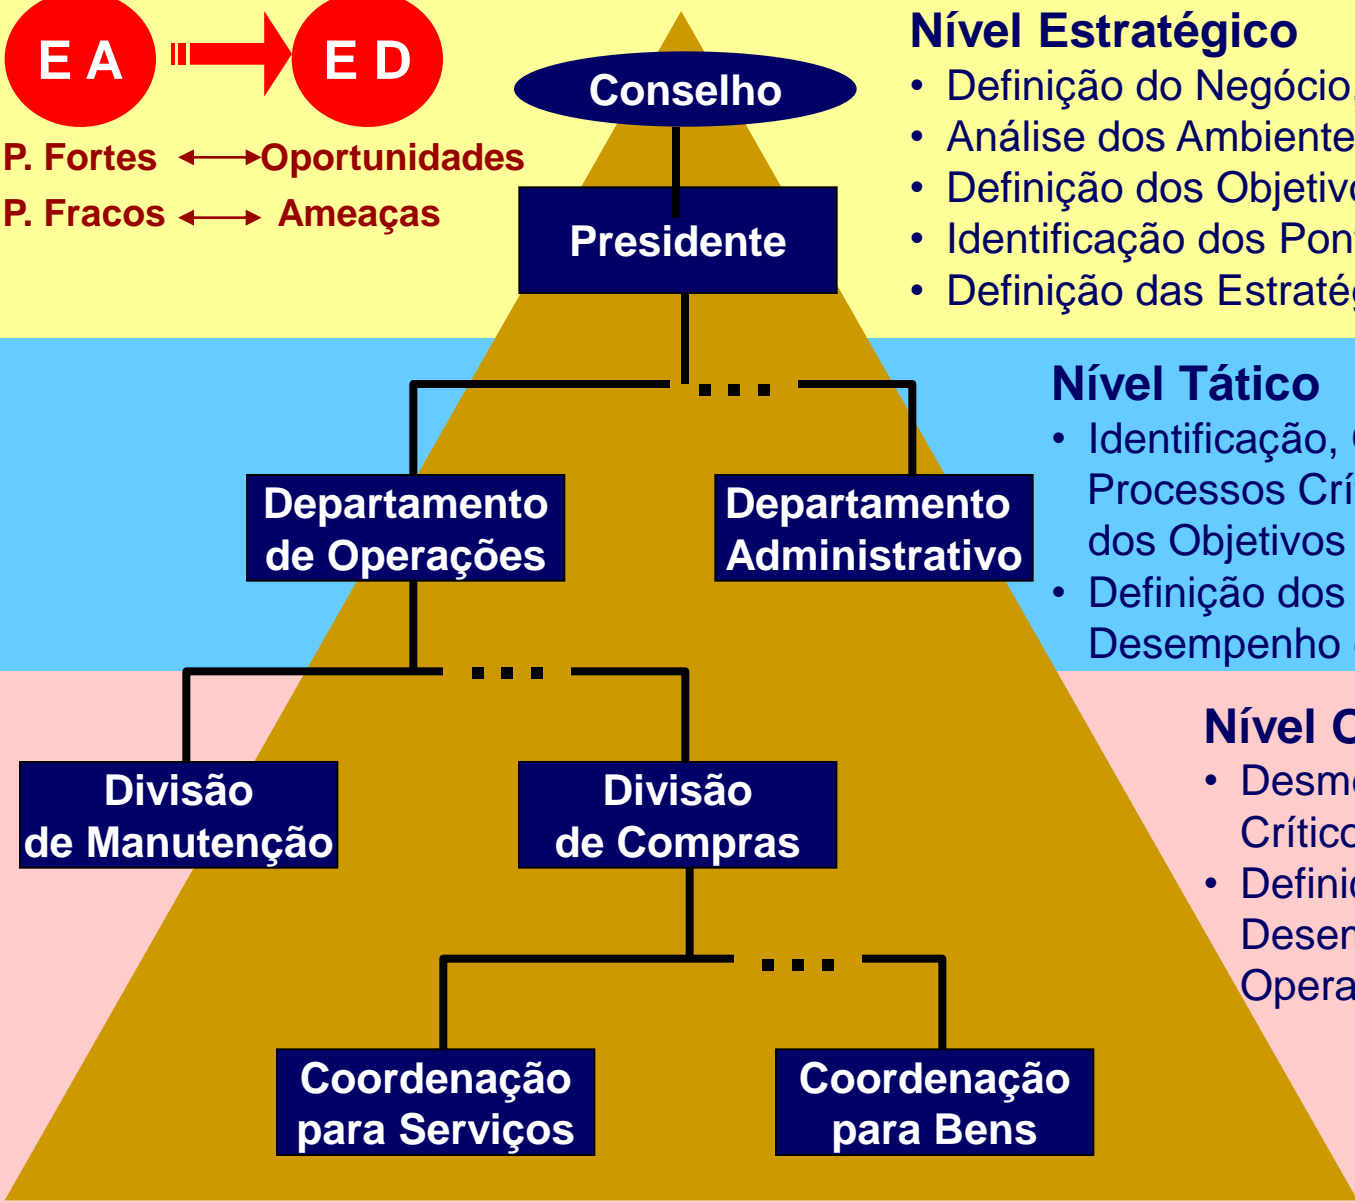 E A
E D
P. Fortes
Oportunidades
P. Fracos
Ameaças
Conselho
Presidente
Nível Estratégico
• Definição do Negócio,
• Análise dos Ambiente
• Definição dos Objetivo
• Identificação dos Pon
• Definição das Estraté
Nível Tático
• Identificação,
Processos Crí
dos Objetivos
• Definição dos
Desempenho
Departamento
de Operações
Departamento
Administrativo
Nível
• Desm
Crítico
• Defini
Desem
Opera
Divisão
de Manutenção
Divisão
de Compras
Coordenação
para Serviços
Coordenação
para Bens